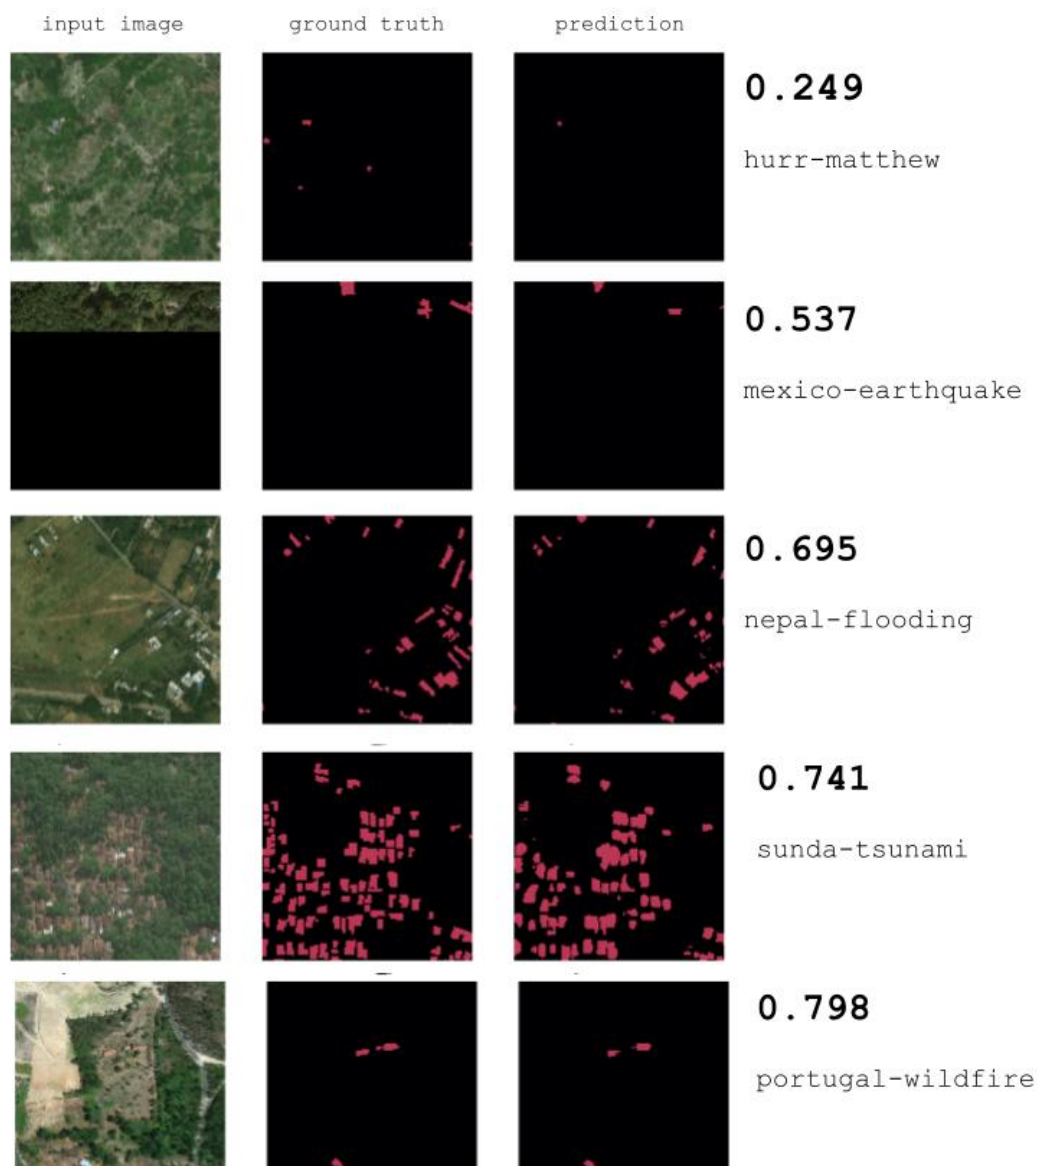 input image ground truth prediction
0.249
hurr-matthew
0.537
mexico-earthquake
0.695
nepal-flooding
0.741
sunda-tsunami
0.798
portugal-wildfire